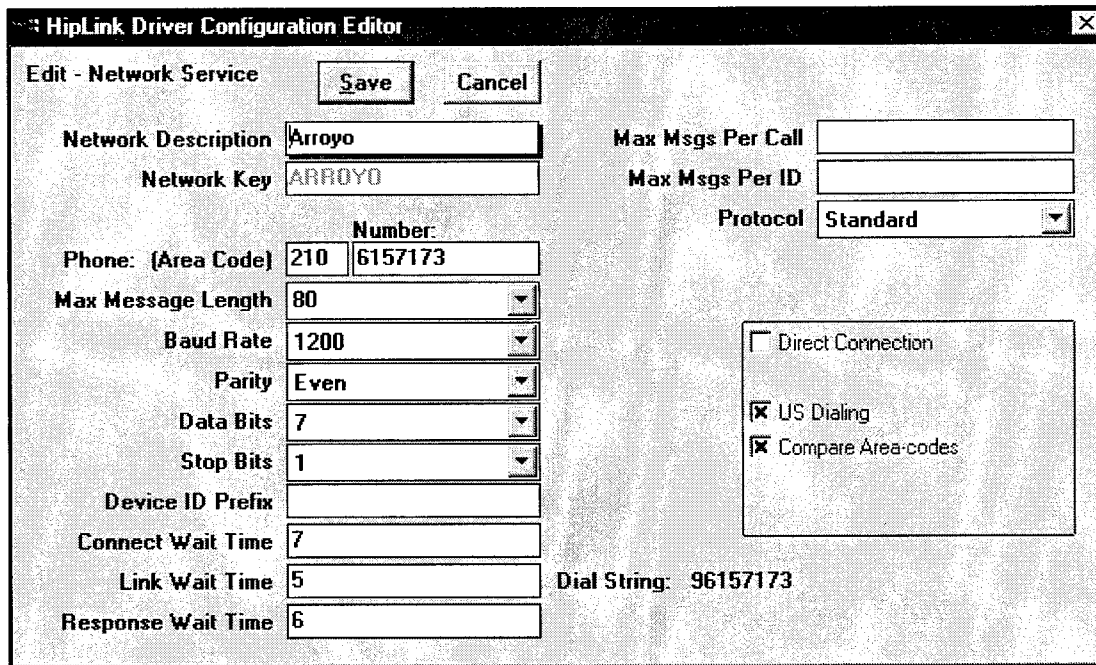 HipLink Driver Configuration Editor
Edit - Network Service
Save
Cancel
Network Description Arroyo
Network Key ARROYO
Number:
Phone: (Area Code) 210 6157173
Max Message Length 80
Baud Rate 1200
Parity Even
Data Bits 7
Stop Bits 1
Device ID Prefix
Connect Wait Time 7
Link Wait Time 5
Response Wait Time 6
Max Msgs Per Call
Max Msgs Per ID
Protocol Standard
Direct Connection
US Dialing
Compare Area-codes
Dial String: 96157173